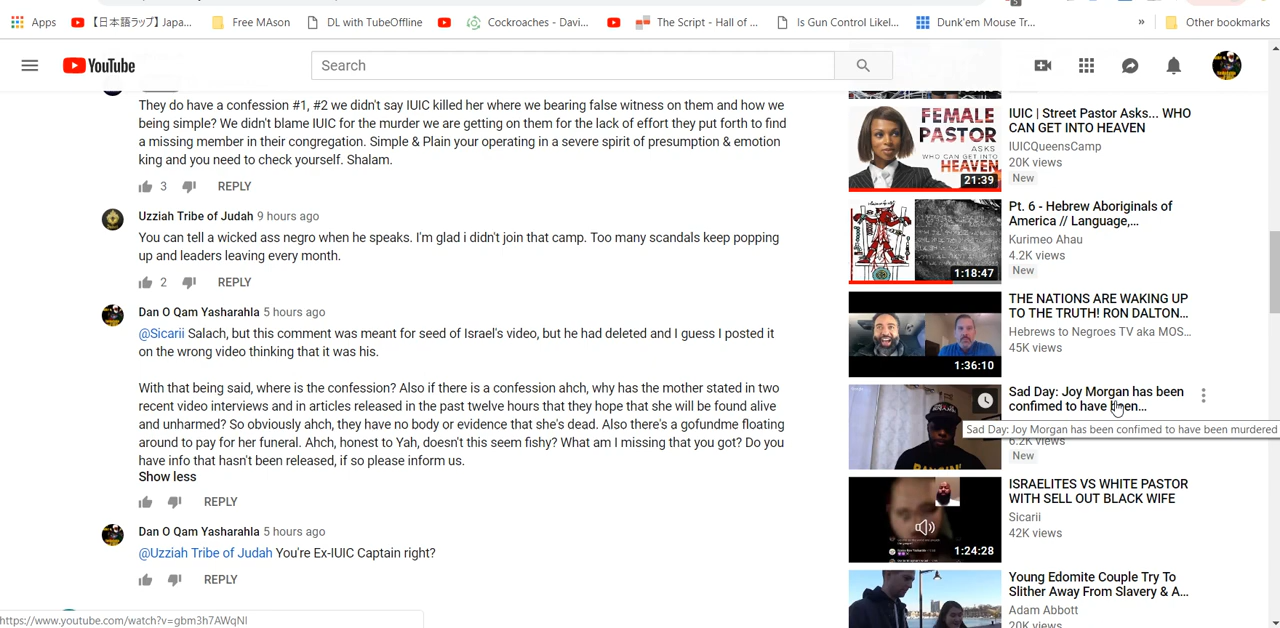 Apps
【日本語ラップ】Japa...
Free MAson
DL with TubeOffline
Cockroaches - Davi...
The Script - Hall of ...
Is Gun Control Likel...
Dunk'em Mouse Tr...
»
Other bookmarks
YouTube
Search
They do have a confession #1, #2 we didn't say IUIC killed her where we bearing false witness on them and how we
being simple? We don't blame IUIC for the murder we are getting on them for the lack of effort they put forth to find
a missing member in their congregation. Simple & Plain your operating in a severe spirit of presumption & emotion
king and you need to check yourself. Shalam.
3 REPLY
Uzziah Tribe of Judah 9 hours ago
You can tell a wicked ass negro when he speaks. I'm glad i didn't join that camp. Too many scandals keep popping
up and leaders leaving every month.
2 REPLY
Dan O Qam Yasharahla 5 hours ago
@Sicarii Salach, but this comment was meant for seed of Israel's video, but he had deleted and I guess I posted it
on the wrong video thinking that it was his.
With that being said, where is the confession? Also if there is a confession ahch, why has the mother stated in two
recent video interviews and in articles released in the past twelve hours that they hope that she will be found alive
and unharmed? So obviously ahch, they have no body or evidence that she's dead. Also there's a gofundme floating
around to pay for her funeral. Ahch, honest to Yah, doesn't this seem fishy? What am I missing that you got? Do you
have info that hasn't been released, if so please inform us.
Show less
REPLY
Dan O Qam Yasharahla 5 hours ago
@Uzziah Tribe of Judah You're Ex-IUIC Captain right?
REPLY
https://www.youtube.com/watch?v=gbm3h7AWqNI
FEMALE
PASTOR
ASKS
WHO CAN GET INTO
HEAVEN
21:39
IUIC | Street Pastor Asks... WHO
CAN GET INTO HEAVEN
IUICQueensCamp
20K views
New
1:18:47
Pt. 6 - Hebrew Aboriginals of
America // Language,...
Kurimeo Ahau
4.2K views
New
1:36:10
THE NATIONS ARE WAKING UP
TO THE TRUTH! RON DALTON...
Hebrews to Negroes TV aka MOS...
45K views
Sad Day: Joy Morgan has been
confimed to have been...
Sad Day: Joy Morgan has been confimed to have been murdered
6.2K views
New
1:24:28
ISRAELITES VS WHITE PASTOR
WITH SELL OUT BLACK WIFE
Sicarii
42K views
Young Edomite Couple Try To
Slither Away From Slavery & A...
Adam Abbott
20K views